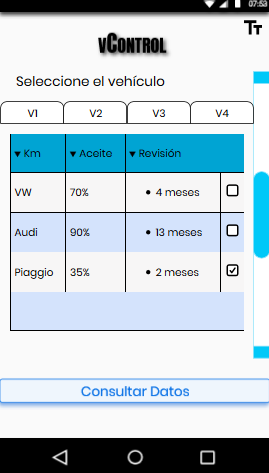 07:53
TT
vControl
Seleccione el vehículo
V1 V2 V3 V4
▾ Km ▾ Aceite ▾ Revisión
VW 70% • 4 meses
Audi 90% • 13 meses
Piaggio 35% • 2 meses
Consultar Datos